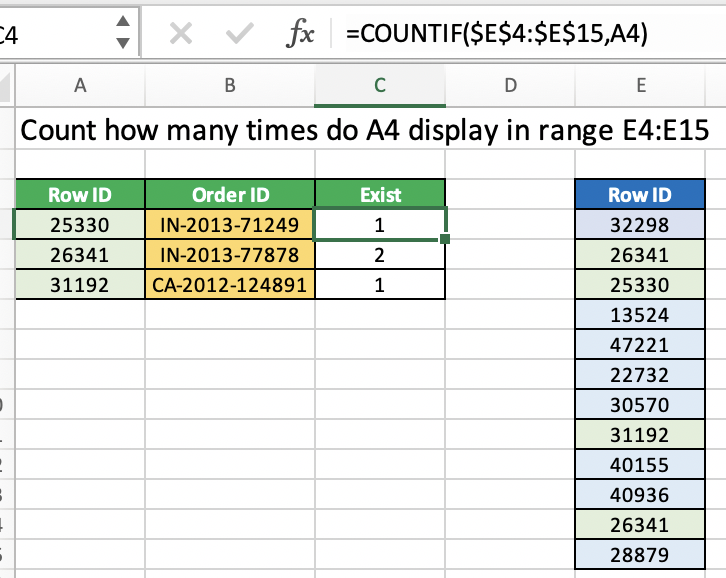 C4 fx =COUNTIF($E$4:$E$15,A4)
A B C D E
Count how many times do A4 display in range E4:E15
Row ID Order ID Exist Row ID
25330 IN-2013-71249 1 32298
26341 IN-2013-77878 2 26341
31192 CA-2012-124891 1 25330
13524
47221
22732
30570
31192
40155
40936
26341
28879